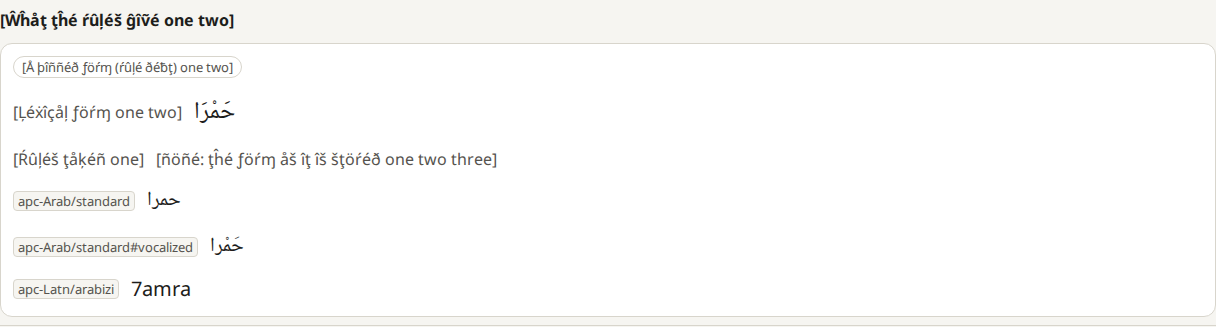 [Ŵĥåţ ţĥé ŕûļéš ĝîṽé one two]
[Å þîññéð ƒöŕɱ (ŕûļé ðéƀţ) one two]
[Ļéẋîçåļ ƒöŕɱ one two] حَمْرَا
[Ŕûļéš ţåķéñ one] [ñöñé: ţĥé ƒöŕɱ åš îţ îš šţöŕéð one two three]
apc-Arab/standard حمرا
apc-Arab/standard#vocalized حَمْرا
apc-Latn/arabizi 7amra